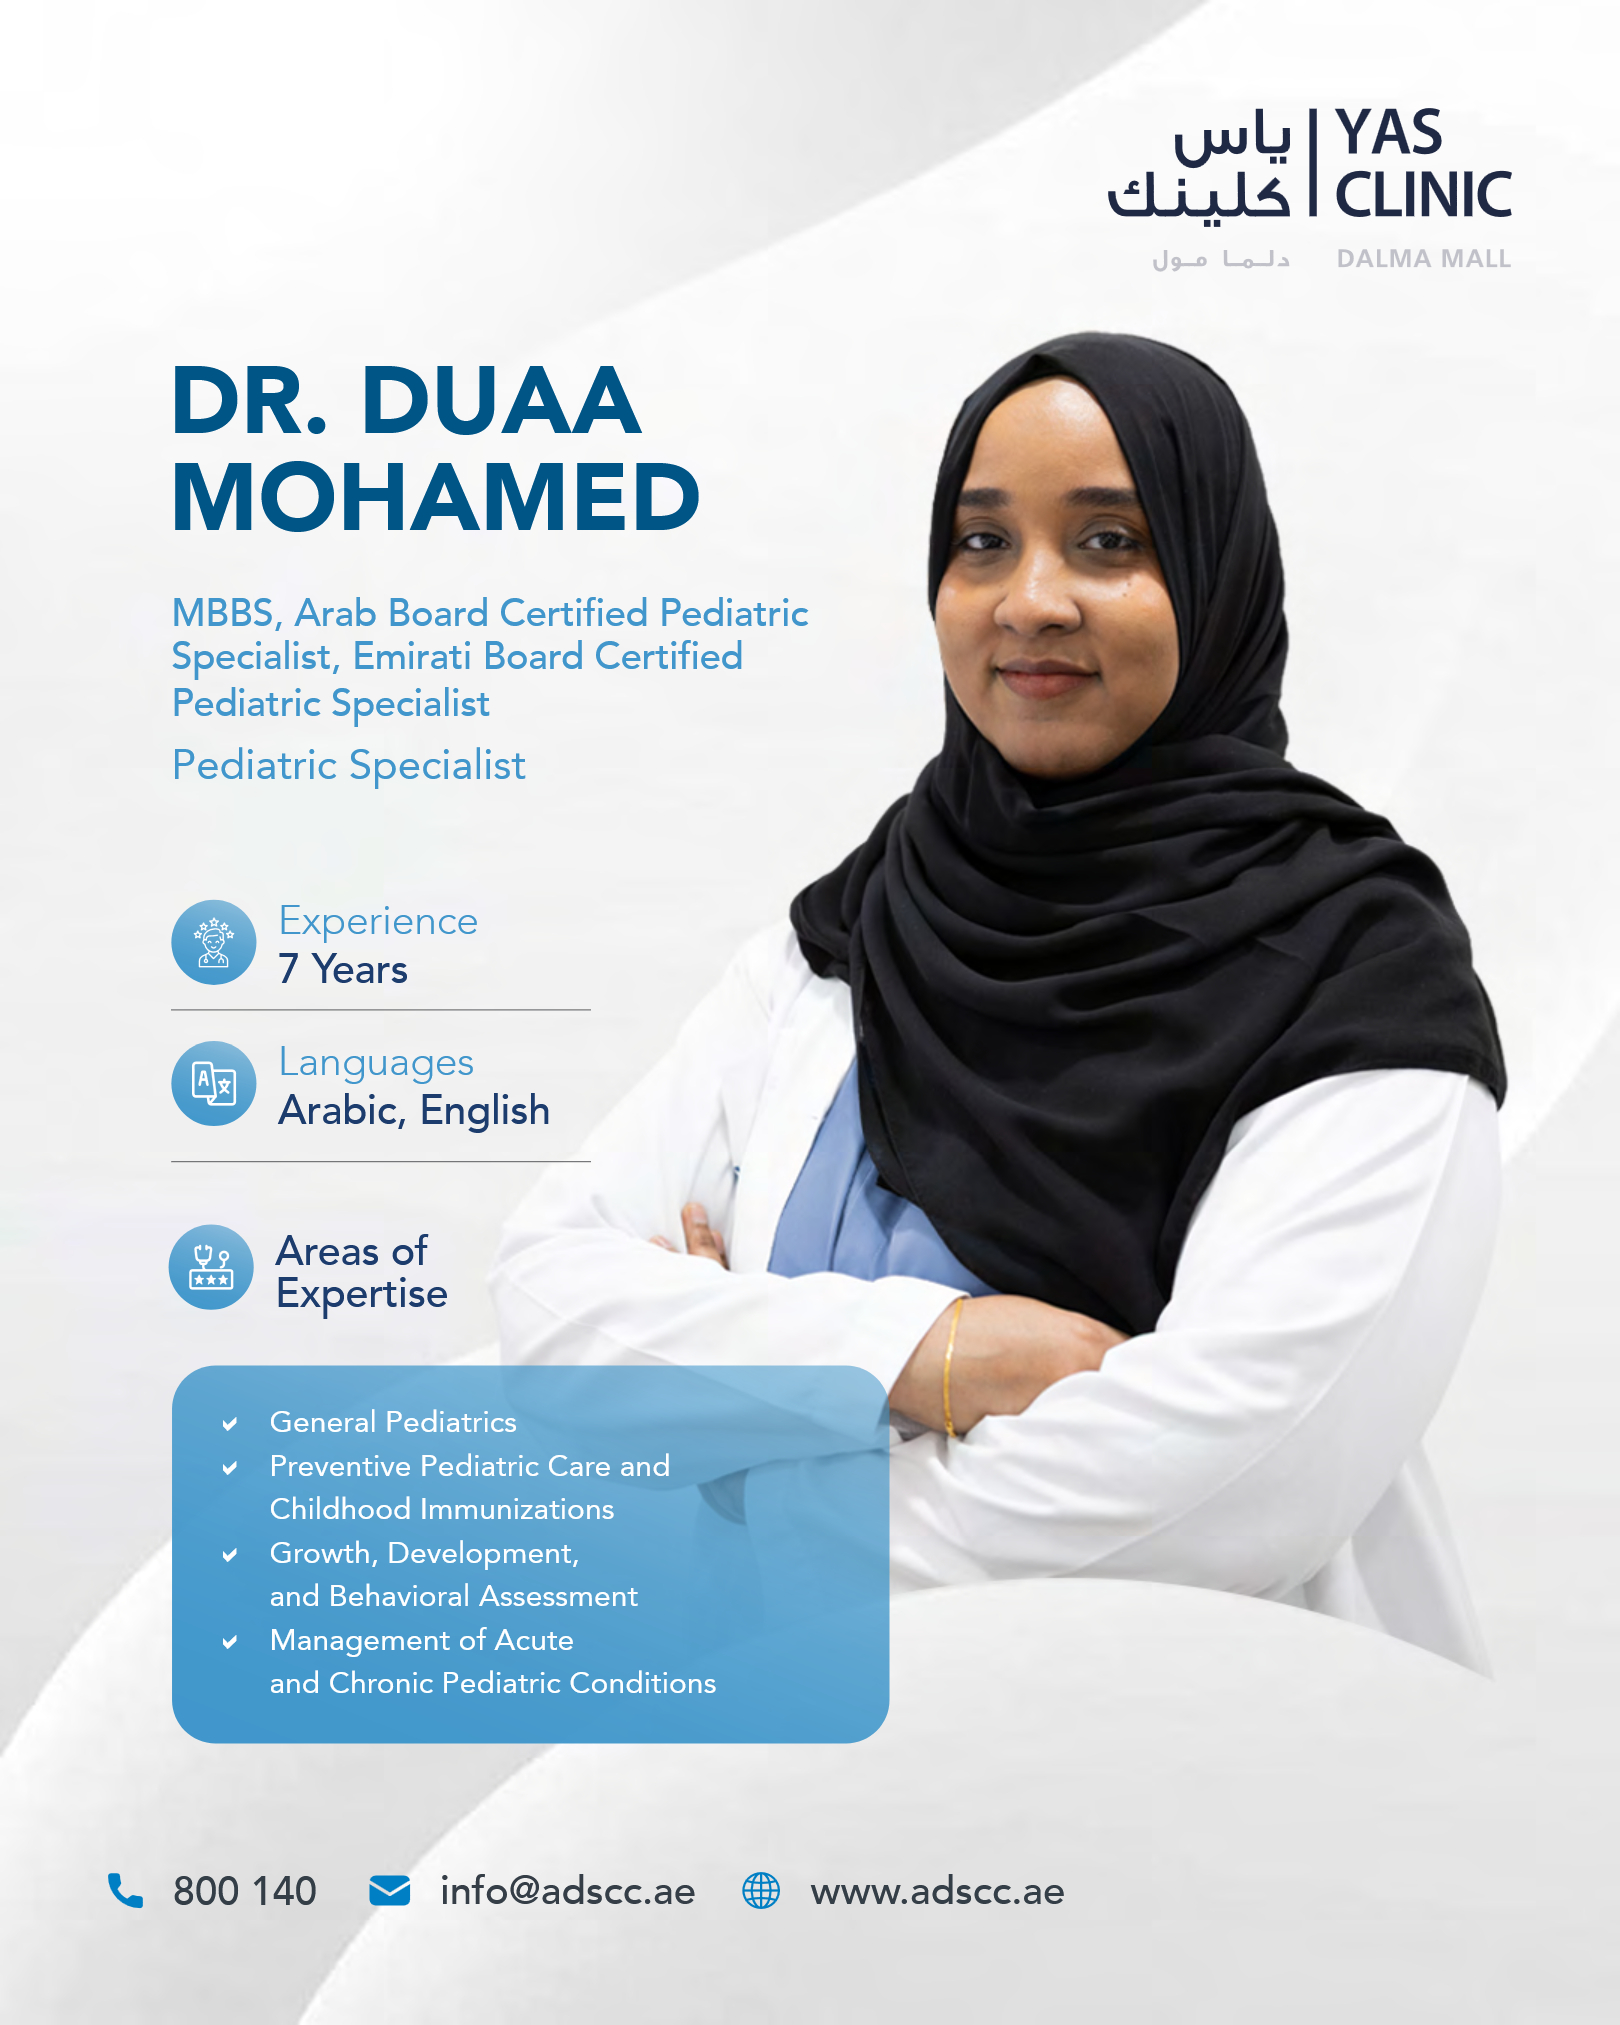 ياس
كلينك
دلما مول
YAS
CLINIC
DALMA MALL
DR. DUAA
MOHAMED
MBBS, Arab Board Certified Pediatric
Specialist, Emirati Board Certified
Pediatric Specialist
Pediatric Specialist
Experience
7 Years
Languages
Arabic, English
Areas of
Expertise
General Pediatrics
Preventive Pediatric Care and
Childhood Immunizations
Growth, Development,
and Behavioral Assessment
Management of Acute
and Chronic Pediatric Conditions
800 140
info@adscc.ae
www.adscc.ae